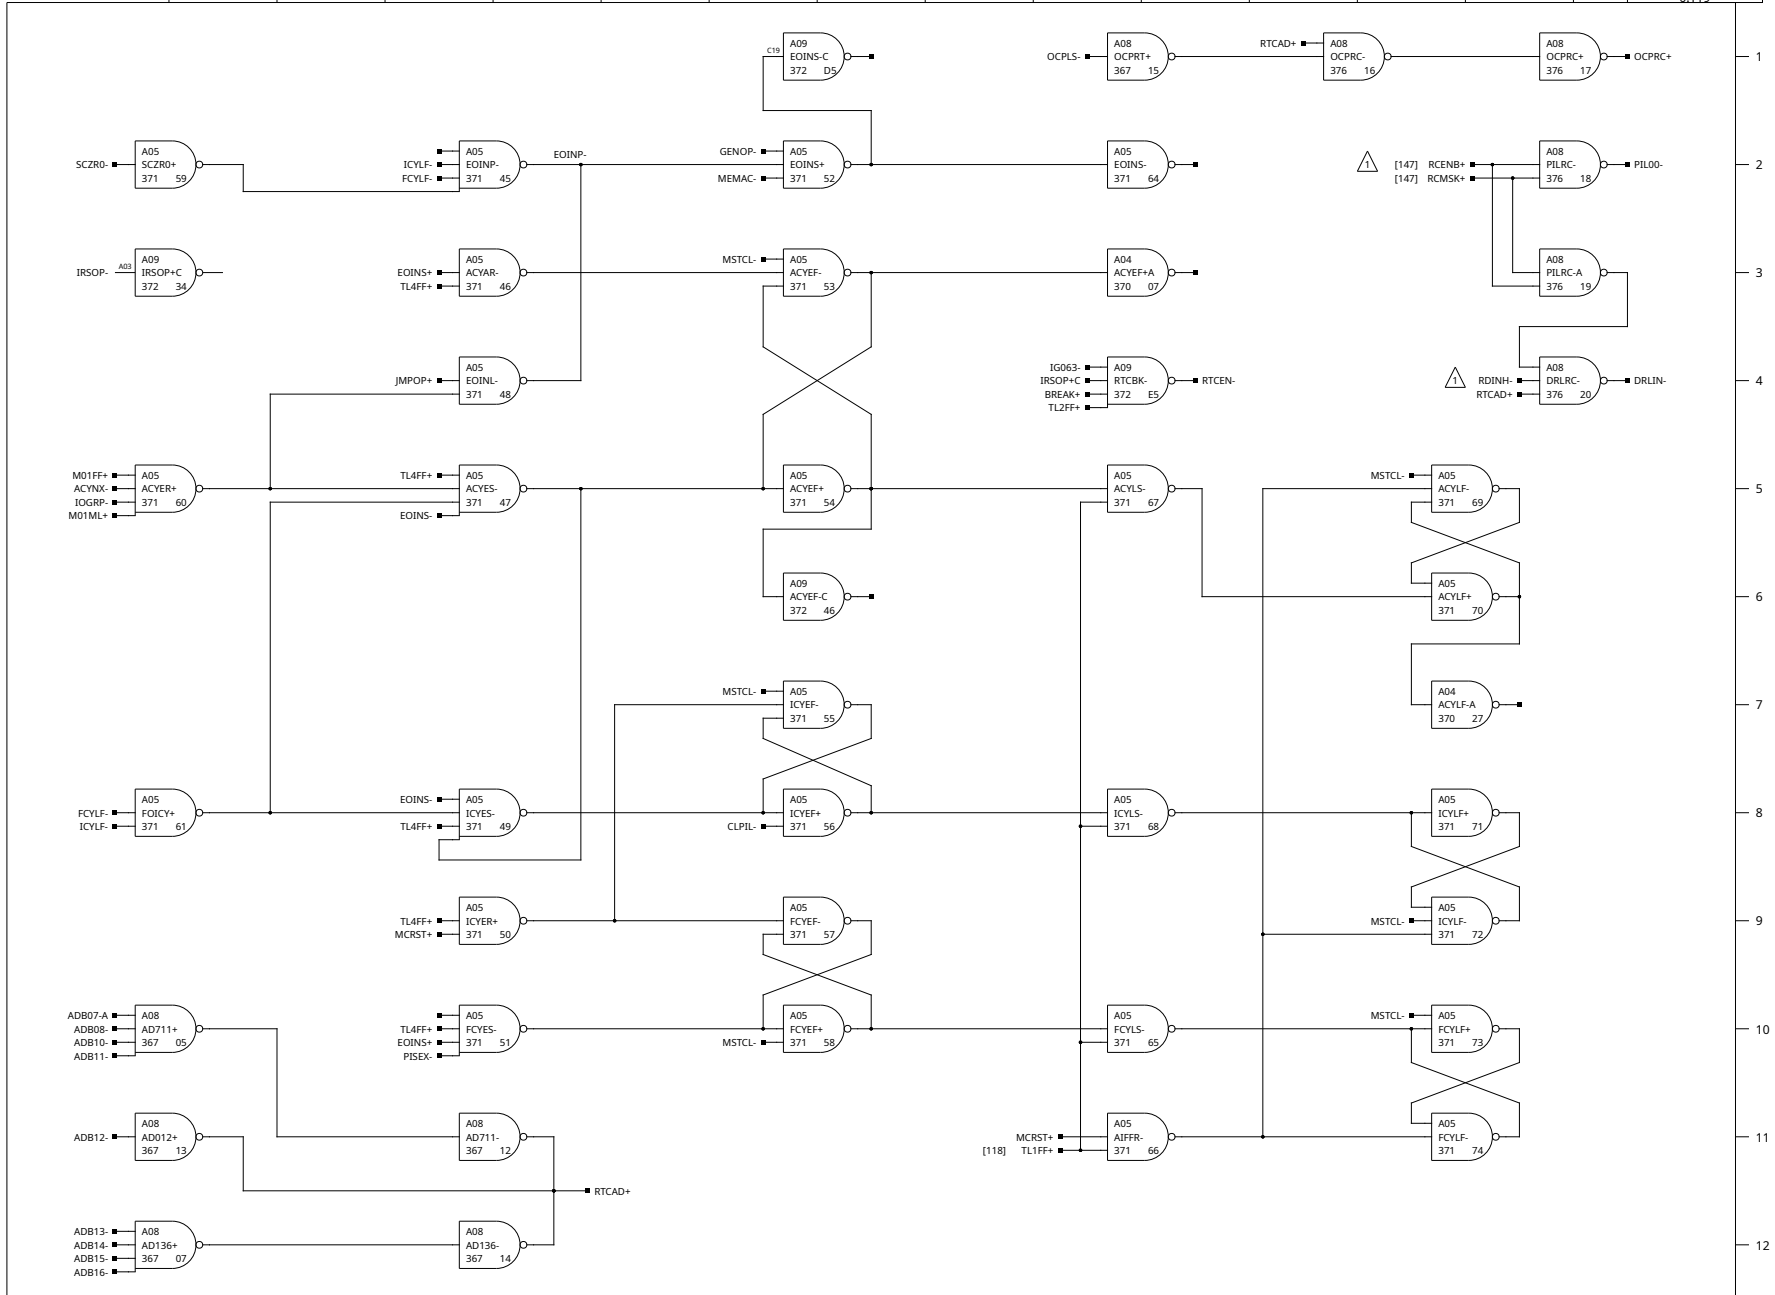 A09
C19 EOINS-C
372 D5
A08
OCPLS- OCPRT+
367 15
RTCAD+ A08
OCPRC-
376 16
A08
OCPRC+ OCPRC+
376 17
1
A05
SCZR0- SCZR0+
371 59
A05
ICYLF- EOINP-
FCYLF- 371 45
EOINP-
GENOP- A05
EOINS+
MEMAC- 371 52
A05
EOINS-
371 64
1
[147] RCENB+
[147] RCMSK+
A08
PILRC- PIL00-
376 18
2
A09
IRSOP- A03 IRSOP+C
372 34
A05
EOINS+ ACYAR-
TL4FF+ 371 46
MSTCL- A05
ACYEF-
371 53
A04
ACYEF+A
370 07
A08
PILRC-A
376 19
3
A05
JMPOP+ EOINL-
371 48
IG063- A09
IRSOP+C RTCBK- RTCEN-
BREAK+ 372 E5
TL2FF+
1
A08
RDINH- DRLRC- DRLIN-
RTCAD+ 376 20
4
M01FF+ A05
ACYNX- ACYER+
IOGRP- 371 60
M01ML+
TL4FF+ A05
ACYES-
371 47
EOINS-
A05
ACYEF+
371 54
A05
ACYLS-
371 67
MSTCL- A05
ACYLF-
371 69
5
A09
ACYEF-C
372 46
A05
ACYLF+
371 70
6
MSTCL- A05
ICYEF-
371 55
A04
ACYLF-A
370 27
7
A05
FCYLF- FOICY+
ICYLF- 371 61
EOINS- A05
ICYES-
TL4FF+ 371 49
A05
ICYEF+
CLPIL- 371 56
A05
ICYLS-
371 68
A05
ICYLF+
371 71
8
A05
TL4FF+ ICYER+
MCRST+ 371 50
A05
FCYEF-
371 57
A05
MSTCL- ICYLF-
371 72
9
ADB07-A A08
ADB08- AD711+
ADB10- 367 05
ADB11-
A05
TL4FF+ FCYES-
EOINS+ 371 51
PISEX-
A05
FCYEF+
MSTCL- 371 58
A05
FCYLS-
371 65
MSTCL- A05
FCYLF+
371 73
10
A08
ADB12- AD012+
367 13
A08
AD711-
367 12
A05
MCRST+ AIFFR-
[118] TL1FF+ 371 66
A05
FCYLF-
371 74
11
RTCAD+
ADB13- A08
ADB14- AD136+
ADB15- 367 07
ADB16-
A08
AD136-
367 14
12